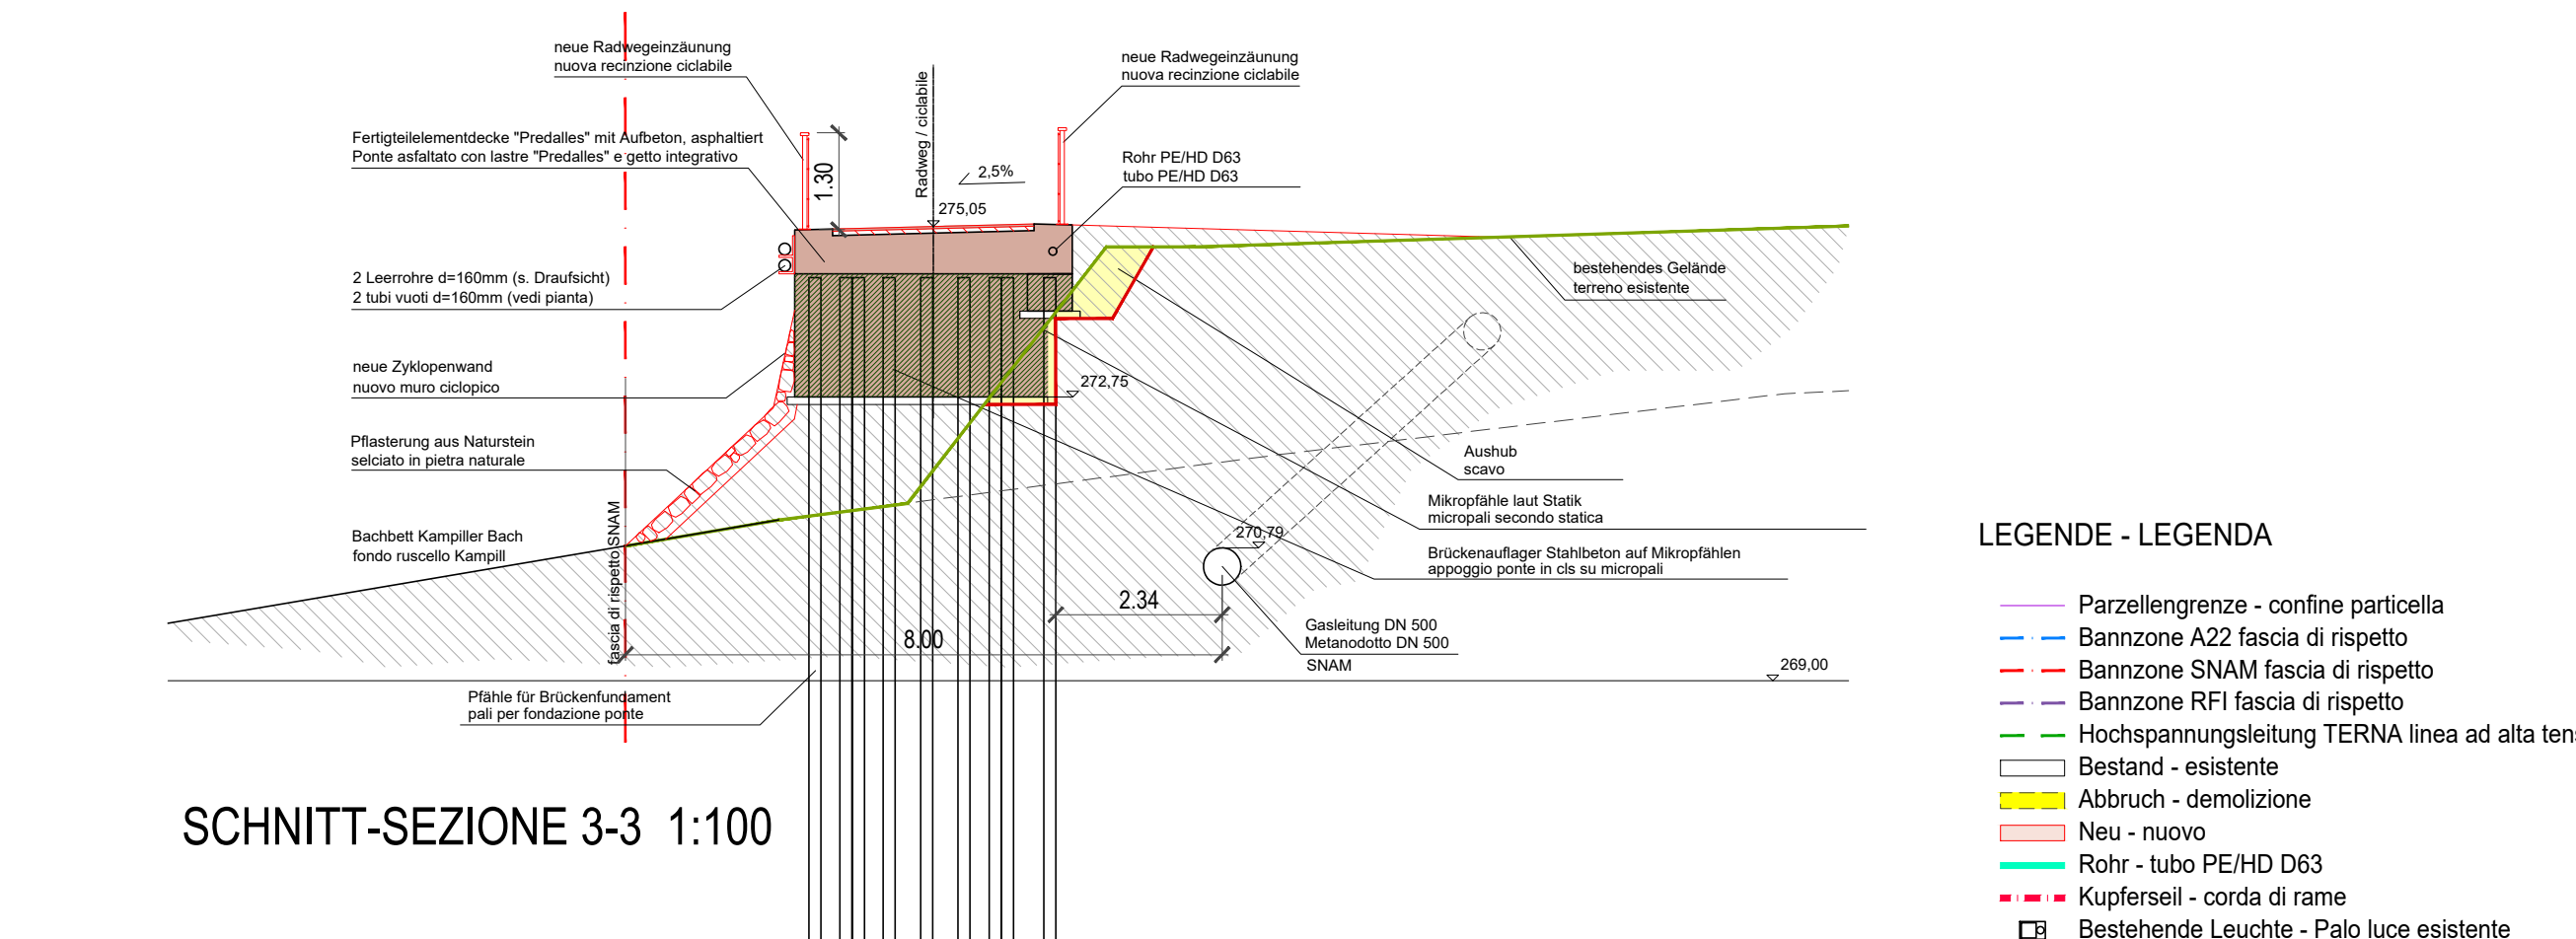 neue Radwegeinzäunung
nuova recinzione ciclabile
neue Radwegeinzäunung
nuova recinzione ciclabile
Fertigteilelementdecke "Predalles" mit Aufbeton, asphaltiert
Ponte asfaltato con lastre "Predalles" e getto integrativo
1.30
Radweg / ciclabile
2,5%
275,05
Rohr PE/HD D63
tubo PE/HD D63
2 Leerrohre d=160mm (s. Draufsicht)
2 tubi vuoti d=160mm (vedi pianta)
bestehendes Gelände
terreno esistente
neue Zyklopenwand
nuovo muro ciclopico
272,75
Pflasterung aus Naturstein
selciato in pietra naturale
Aushub
scavo
Mikropfähle laut Statik
micropali secondo statica
Bachbett Kampiller Bach
fondo ruscello Kampill
fascia di rispetto SNAM
270,79
Brückenauflager Stahlbeton auf Mikropfählen
appoggio ponte in cls su micropali
2.34
8.00
Gasleitung DN 500
Metanodotto DN 500
SNAM
269,00
Pfähle für Brückenfundament
pali per fondazione ponte
SCHNITT-SEZIONE 3-3 1:100
LEGENDE - LEGENDA
Parzellengrenze - confine particella
Bannzone A22 fascia di rispetto
Bannzone SNAM fascia di rispetto
Bannzone RFI fascia di rispetto
Hochspannungsleitung TERNA linea ad alta ten
Bestand - esistente
Abbruch - demolizione
Neu - nuovo
Rohr - tubo PE/HD D63
Kupferseil - corda di rame
Bestehende Leuchte - Palo luce esistente